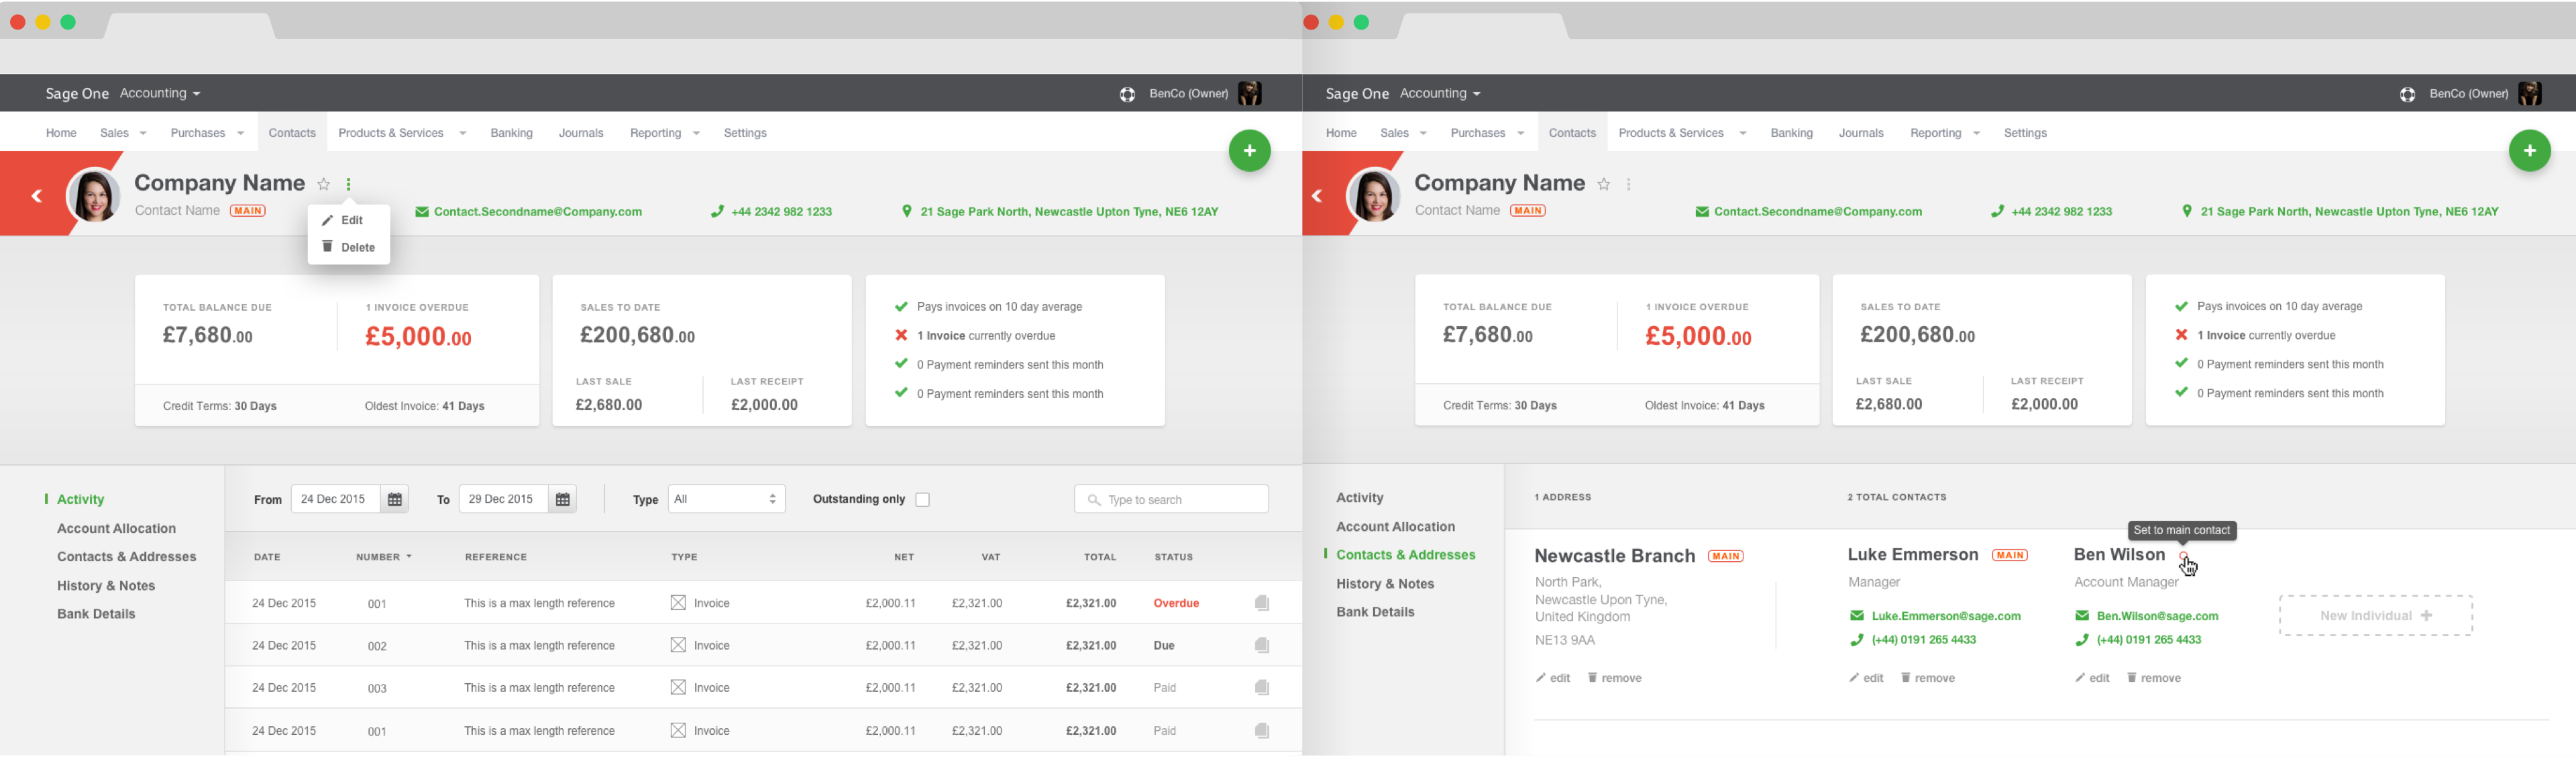 Sage One Accounting
BenCo (Owner)
Home Sales Purchases Contacts Products & Services Banking Journals Reporting Settings
+
Company Name
Contact Name MAIN
Edit
Delete
Contact.Secondname@Company.com
+44 2342 982 1233
21 Sage Park North, Newcastle Upton Tyne, NE6 12AY
TOTAL BALANCE DUE
£7,680.00
1 INVOICE OVERDUE
£5,000.00
Credit Terms: 30 Days
Oldest Invoice: 41 Days
SALES TO DATE
£200,680.00
LAST SALE
£2,680.00
LAST RECEIPT
£2,000.00
Pays invoices on 10 day average
1 Invoice currently overdue
0 Payment reminders sent this month
0 Payment reminders sent this month
Activity
Account Allocation
Contacts & Addresses
History & Notes
Bank Details
From 24 Dec 2015 To 29 Dec 2015 Type All Outstanding only Type to search
DATE NUMBER REFERENCE TYPE NET VAT TOTAL STATUS
24 Dec 2015 001 This is a max length reference Invoice £2,000.11 £2,321.00 £2,321.00 Overdue
24 Dec 2015 002 This is a max length reference Invoice £2,000.11 £2,321.00 £2,321.00 Due
24 Dec 2015 003 This is a max length reference Invoice £2,000.11 £2,321.00 £2,321.00 Paid
24 Dec 2015 001 This is a max length reference Invoice £2,000.11 £2,321.00 £2,321.00 Paid
Sage One Accounting
BenCo (Owner)
Home Sales Purchases Contacts Products & Services Banking Journals Reporting Settings
+
Company Name
Contact Name MAIN
Contact.Secondname@Company.com
+44 2342 982 1233
21 Sage Park North, Newcastle Upton Tyne, NE6 12AY
TOTAL BALANCE DUE
£7,680.00
1 INVOICE OVERDUE
£5,000.00
Credit Terms: 30 Days
Oldest Invoice: 41 Days
SALES TO DATE
£200,680.00
LAST SALE
£2,680.00
LAST RECEIPT
£2,000.00
Pays invoices on 10 day average
1 Invoice currently overdue
0 Payment reminders sent this month
0 Payment reminders sent this month
Activity
Account Allocation
Contacts & Addresses
History & Notes
Bank Details
1 ADDRESS
2 TOTAL CONTACTS
Set to main contact
Newcastle Branch MAIN
North Park,
Newcastle Upon Tyne,
United Kingdom
NE13 9AA
edit remove
Luke Emmerson MAIN
Manager
Luke.Emmerson@sage.com
(+44) 0191 265 4433
edit remove
Ben Wilson
Account Manager
Ben.Wilson@sage.com
(+44) 0191 265 4433
edit remove
New Individual +